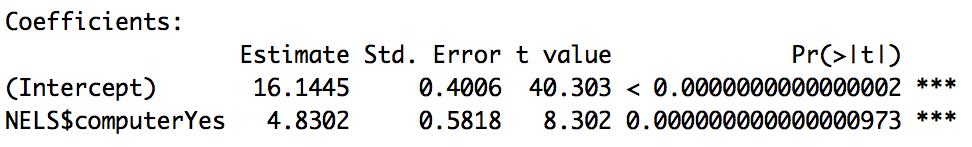 Coefficients:
Estimate Std. Error t value Pr(>|t|)
(Intercept) 16.1445 0.4006 40.303 < 0.0000000000000002 ***
NELS$computerYes 4.8302 0.5818 8.302 0.000000000000000973 ***